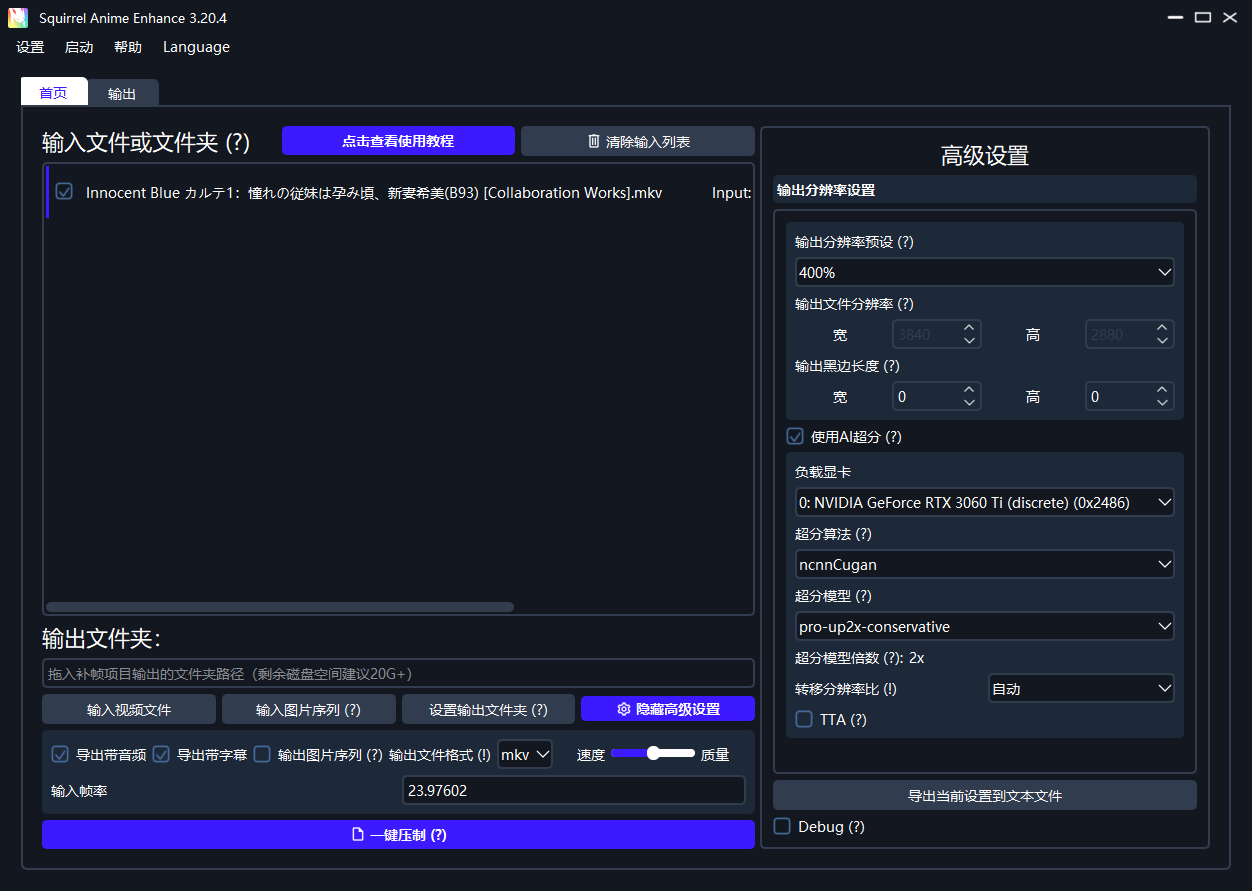 Squirrel Anime Enhance 3.20.4
设置 启动 帮助 Language
首页 输出
输入文件或文件夹 (?)
点击查看使用教程
清除输入列表
Innocent Blue カルテ1：憧れの従妹は孕み頃、新妻希美(B93) [Collaboration Works].mkv Input:
输出文件夹：
拖入补帧项目输出的文件夹路径（剩余磁盘空间建议20G+）
输入视频文件 输入图片序列 (?) 设置输出文件夹 (?) 隐藏高级设置
导出带音频 导出带字幕 输出图片序列 (?) 输出文件格式 (!) mkv 速度 质量
输入帧率 23.97602
一键压制 (?)
高级设置
输出分辨率设置
输出分辨率预设 (?)
400%
输出文件分辨率 (?)
宽 3840 高 2880
输出黑边长度 (?)
宽 0 高 0
使用AI超分 (?)
负载显卡
0: NVIDIA GeForce RTX 3060 Ti (discrete) (0x2486)
超分算法 (?)
ncnnCugan
超分模型 (?)
pro-up2x-conservative
超分模型倍数 (?): 2x
转移分辨率比 (!) 自动
TTA (?)
导出当前设置到文本文件
Debug (?)